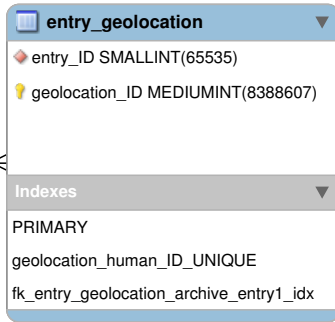 entry_geolocation
entry_ID SMALLINT(65535)
geolocation_ID MEDIUMINT(8388607)
Indexes
PRIMARY
geolocation_human_ID_UNIQUE
fk_entry_geolocation_archive_entry1_idx